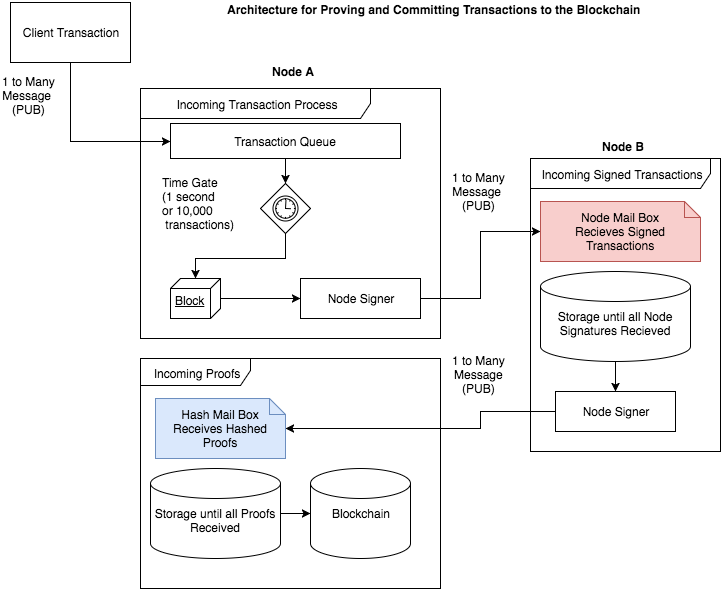 Architecture for Proving and Committing Transactions to the Blockchain
Client Transaction
1 to Many
Message
(PUB)
Node A
Incoming Transaction Process
Transaction Queue
Time Gate
(1 second
or 10,000
transactions)
Block
Node Signer
1 to Many
Message
(PUB)
Node B
Incoming Signed Transactions
Node Mail Box
Recieves Signed
Transactions
Storage until all Node
Signatures Recieved
Node Signer
1 to Many
Message
(PUB)
Incoming Proofs
Hash Mail Box
Receives Hashed
Proofs
Storage until all Proofs
Received
Blockchain